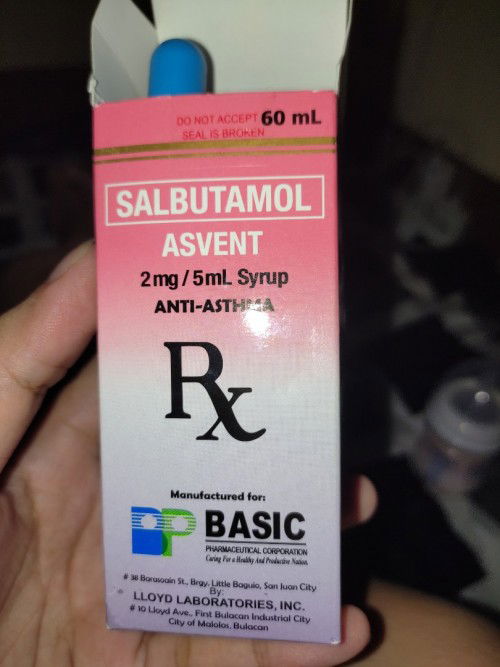 DO NOT ACCEPT 60 mL
SEAL IS BROKEN
SALBUTAMOL
ASVENT
2mg/5mL Syrup
ANTI-ASTHMA
Rx
Manufactured for:
BASIC
PHARMACEUTICAL CORPORATION
Caring For a Healthy And Productive Nation.
# 38 Barasoain St., Brgy. Little Baguio, San Juan City
By:
LLOYD LABORATORIES, INC.
# 10 Lloyd Ave., First Bulacan Industrial City
City of Malolos, Bulacan